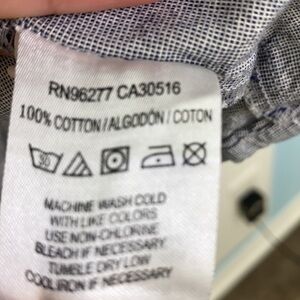 RN96277 CA30516
100% COTTON / ALGODÓN / COTON
30
MACHINE WASH COLD
WITH LIKE COLORS
USE NON-CHLORINE
BLEACH IF NECESSARY
TUMBLE DRY LOW
COOL IRON IF NECESSARY